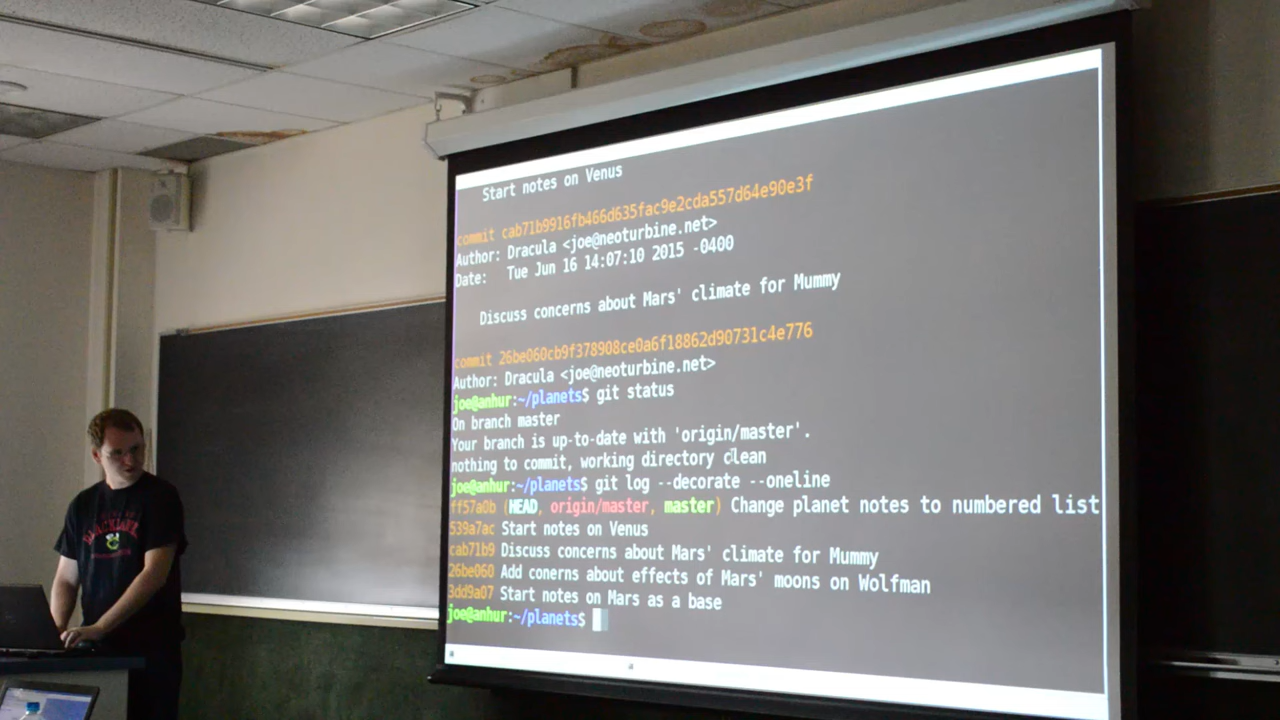 Start notes on Venus
commit cab71b9916fb466d635fac9e2cda557d64e90e3f
Author: Dracula <joe@neoturbine.net>
Date: Tue Jun 16 14:07:10 2015 -0400
Discuss concerns about Mars' climate for Mummy
commit 26be060cb9f378908ce0a6f18862d90731c4e776
Author: Dracula <joe@neoturbine.net>
joe@anhur:~/planets$ git status
On branch master
Your branch is up-to-date with 'origin/master'.
nothing to commit, working directory clean
joe@anhur:~/planets$ git log --decorate --oneline
ff57a0b (HEAD, origin/master, master) Change planet notes to numbered list
539a7ac Start notes on Venus
cab71b9 Discuss concerns about Mars' climate for Mummy
26be060 Add conerns about effects of Mars' moons on Wolfman
3dd9a07 Start notes on Mars as a base
joe@anhur:~/planets$